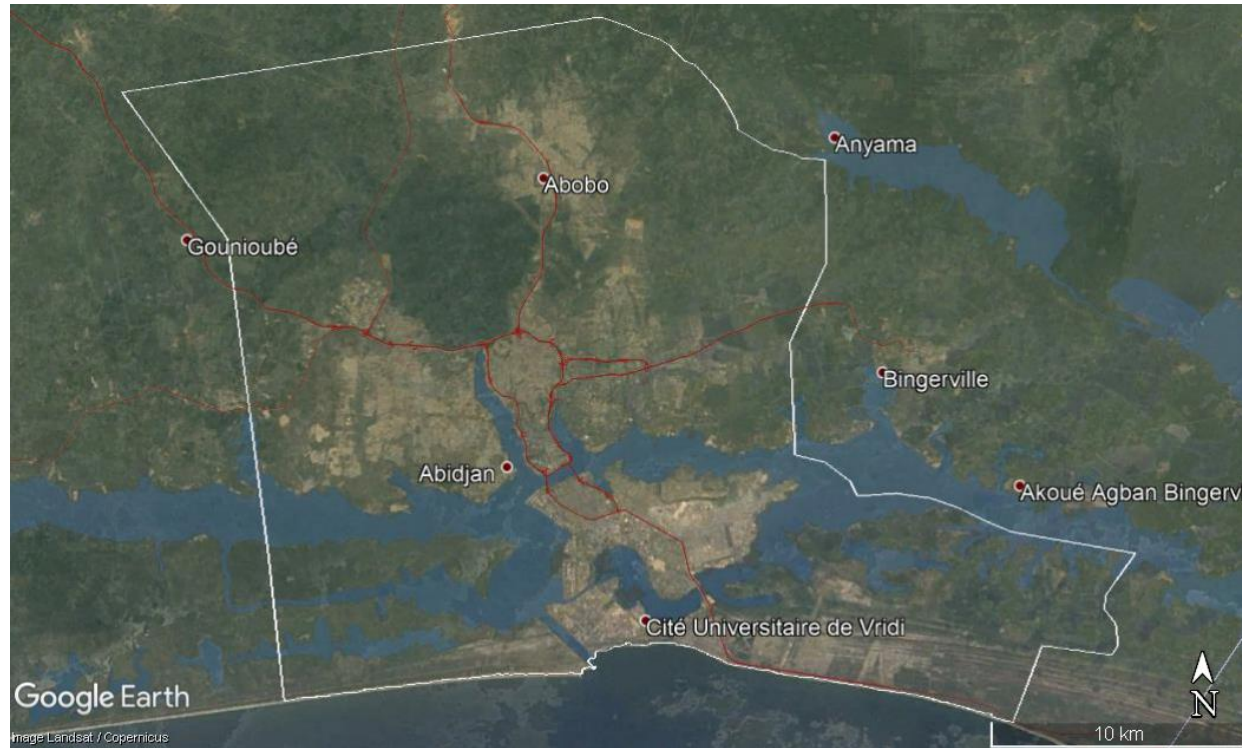 Anyama
Abobo
Gounioubé
Bingerville
Abidjan
Akoué Agban Bingerv
Cité Universitaire de Vridi
N
Google Earth
10 km
Image Landsat / Copernicus